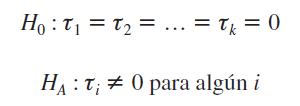 H₀ : τ₁ = τ₂ = … = τₖ = 0
H_A : τᵢ ≠ 0 para algún i